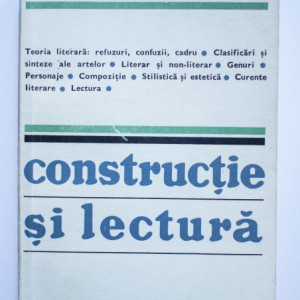 Teoria literară: refuzuri, confuzii, cadru ● Clasificări și
sinteze ale artelor ● Literar și non-literar ● Genuri ●
Personaje ● Compoziție ● Stilistică și estetică ● Curente
literare ● Lectura ●
construcție
și lectură